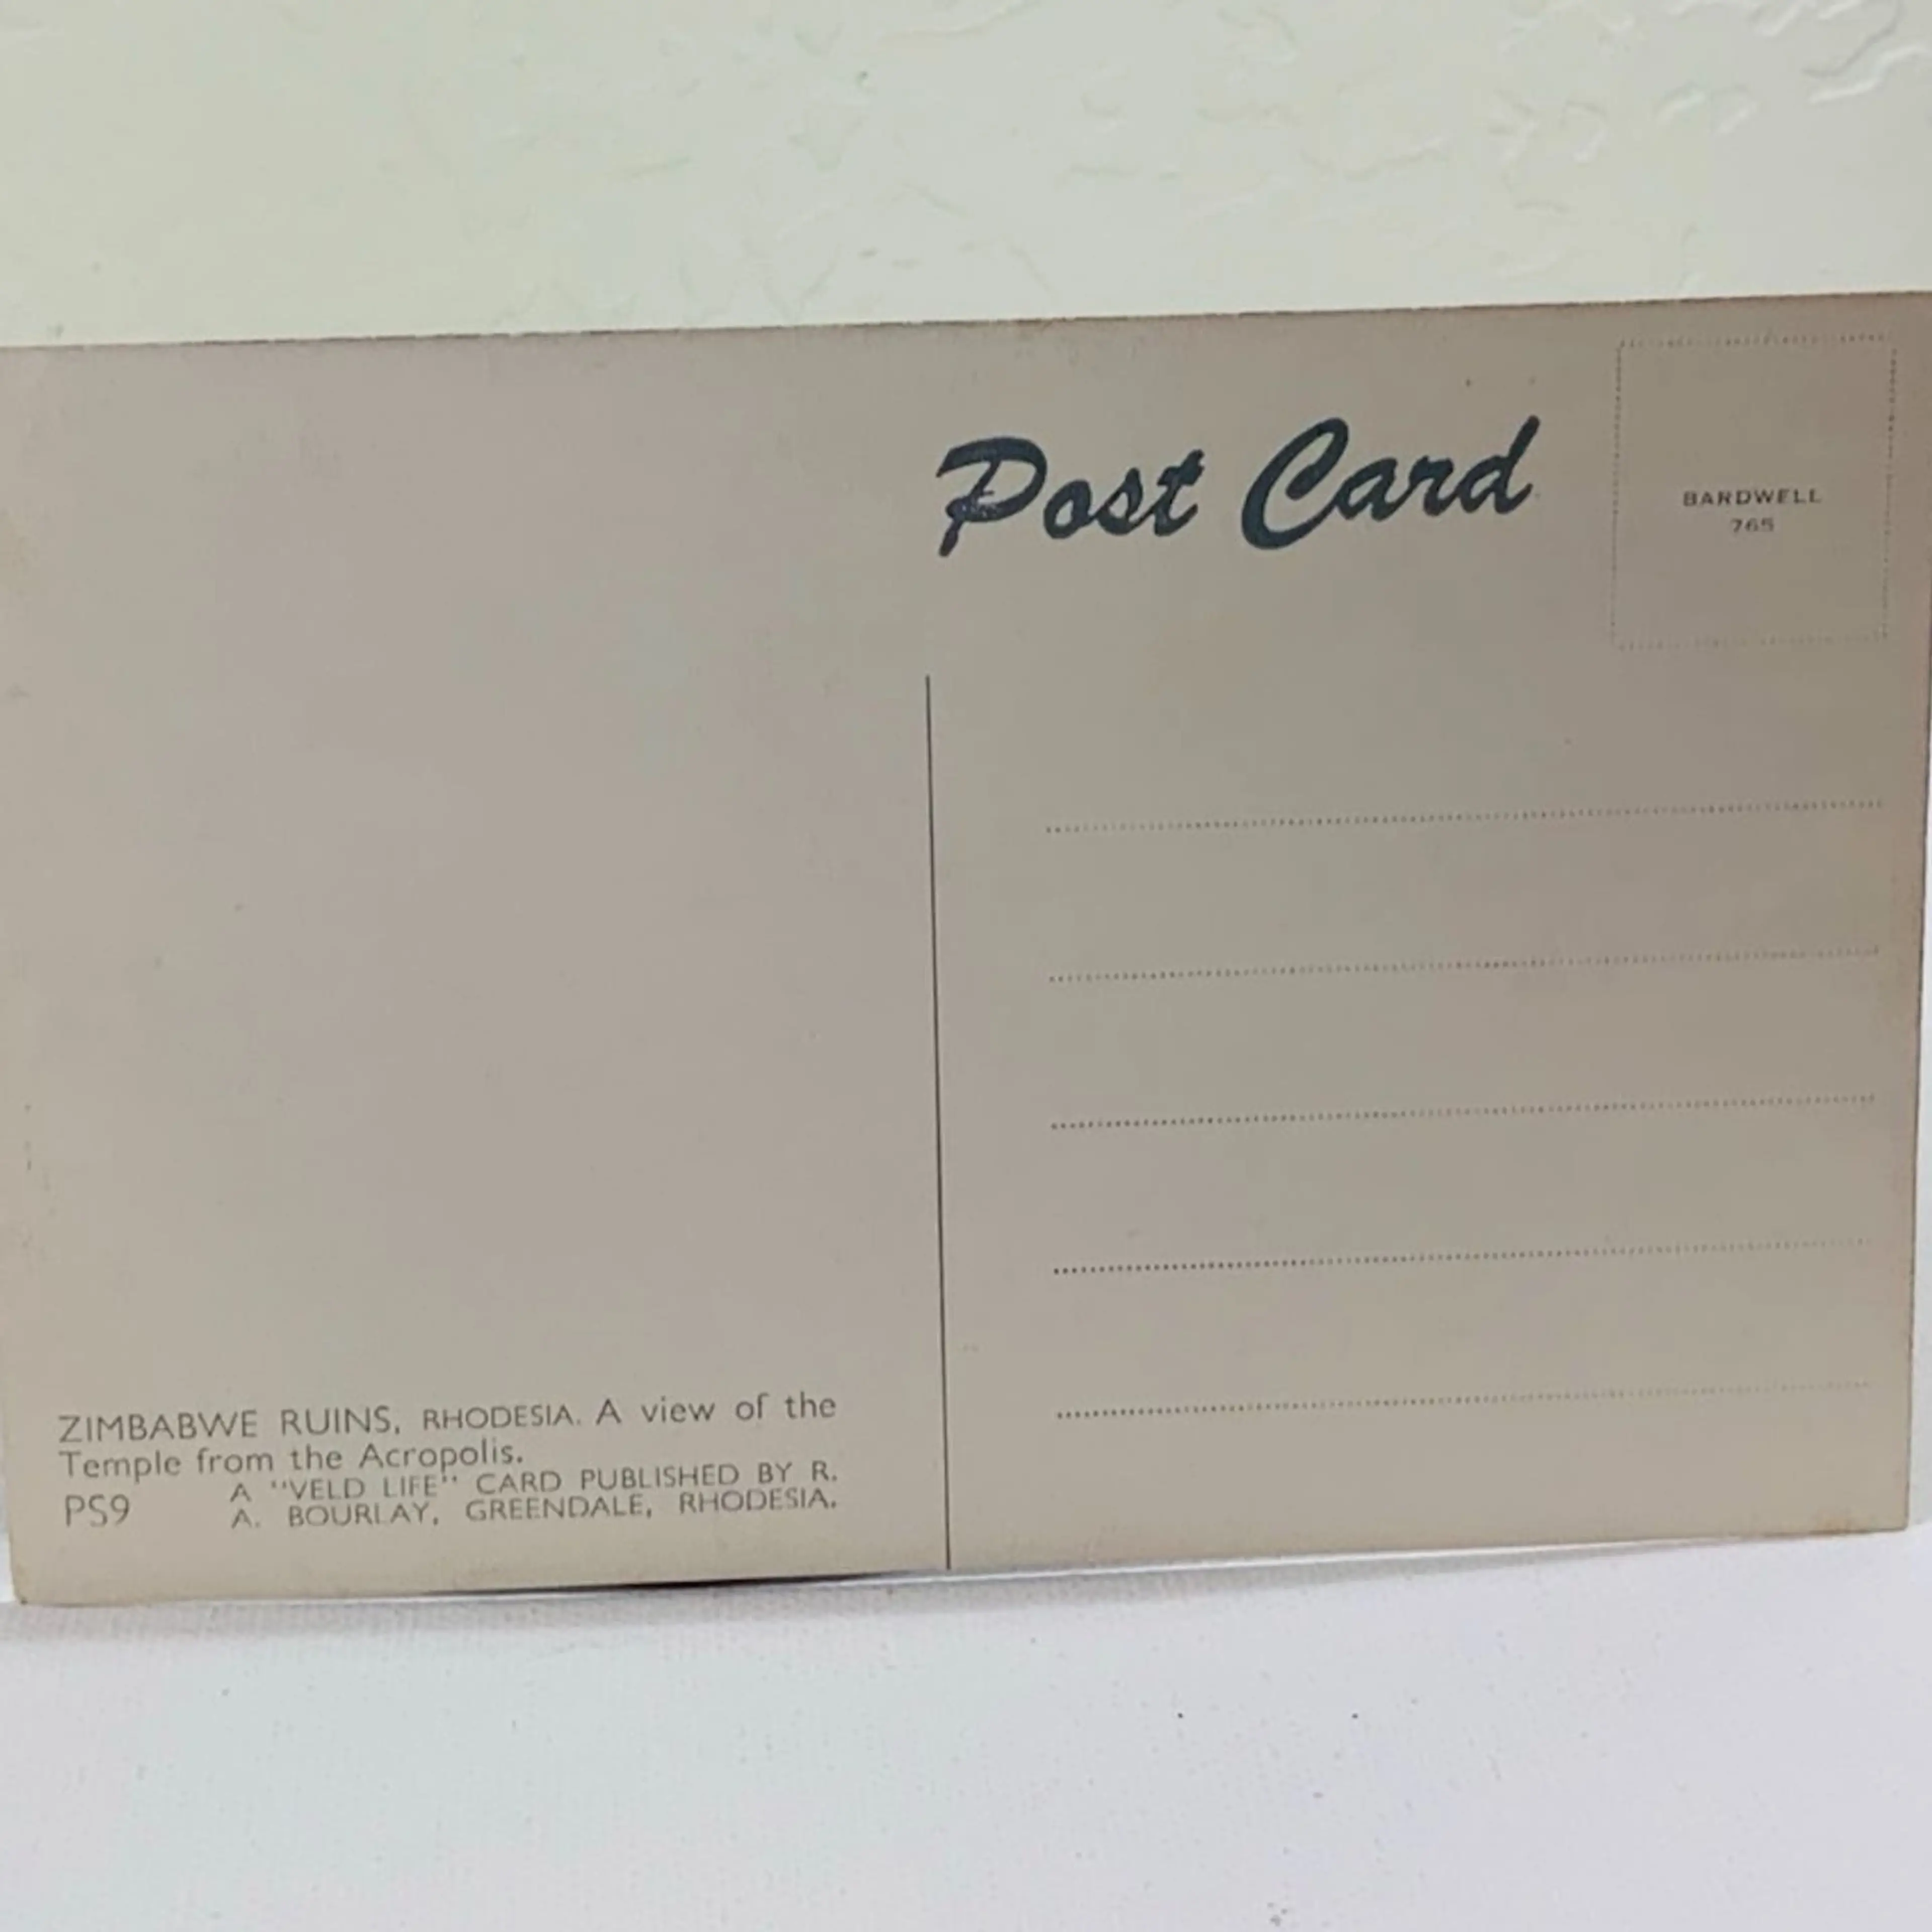 Post Card
BARDWELL
765
ZIMBABWE RUINS, RHODESIA. A view of the
Temple from the Acropolis.
A "VELD LIFE" CARD PUBLISHED BY R.
PS9 A. BOURLAY, GREENDALE, RHODESIA.